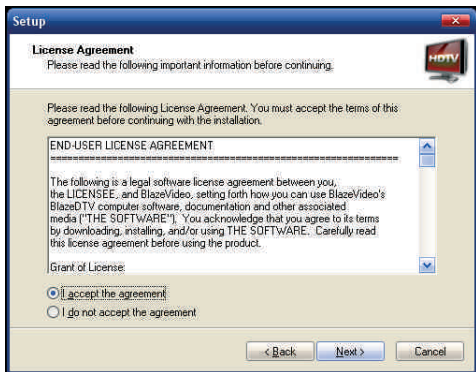 Setup
License Agreement
Please read the following important information before continuing.
HDTV
Please read the following License Agreement. You must accept the terms of this
agreement before continuing with the installation.
END-USER LICENSE AGREEMENT
==============================================================
The following is a legal software license agreement between you,
the LICENSEE, and BlazeVideo, setting forth how you can use BlazeVideo's
BlazeDTV computer software, documentation and other associated
media ("THE SOFTWARE"). You acknowledge that you agree to its terms
by downloading, installing, and/or using THE SOFTWARE. Carefully read
this license agreement before using the product.
Grant of License:
I accept the agreement
I do not accept the agreement
< Back Next > Cancel